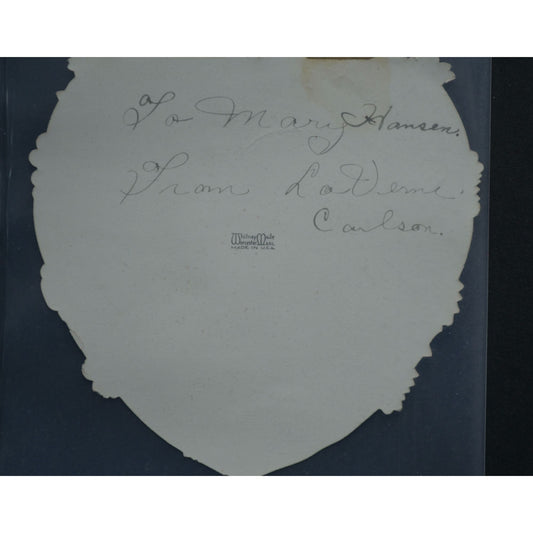 To Mary Hansen.
From LaVerne
Carlson.
Whitney Made
Worcester Mass.
MADE IN U.S.A.